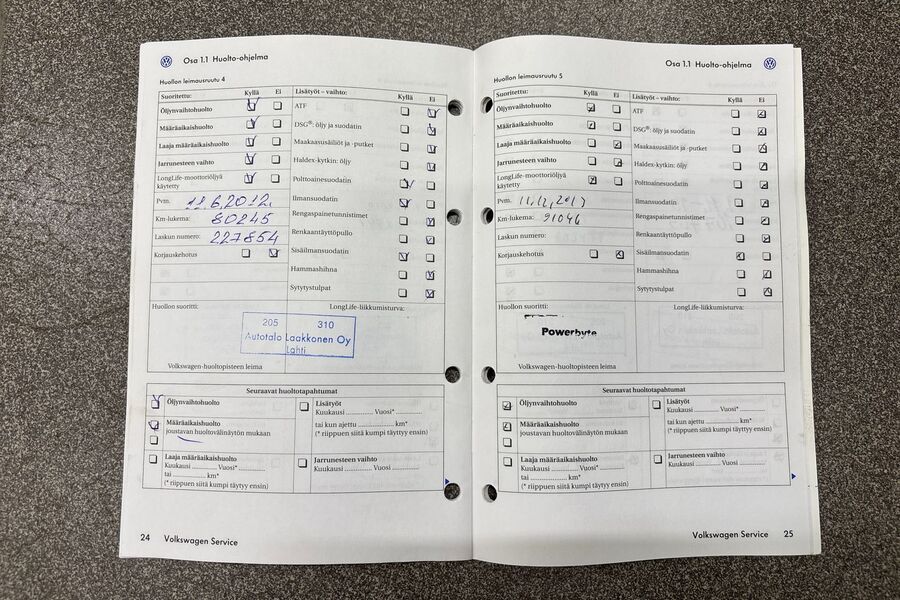 Osa 1.1 Huolto-ohjelma
Huollon leimausruutu 4
Suoritettu: Kyllä Ei
Öljynvaihtohuolto
Määräaikaishuolto
Laaja määräaikaishuolto
Jarrunesteen vaihto
LongLife-moottoriöljyä
käytetty
Pvm. 11.6.2012.
Km-lukema: 80245
Laskun numero: 227854
Korjauskehotus
Lisätyöt – vaihto: Kyllä Ei
ATF
DSG®: öljy ja suodatin
Maakaasusäiliöt ja -putket
Haldex-kytkin: öljy
Polttoainesuodatin
Ilmansuodatin
Rengaspainetunnistimet
Renkaantäyttöpullo
Sisäilmansuodatin
Hammashihna
Sytytystulpat
Huollon suoritti: LongLife-liikkumisturva:
205 310
Autotalo Laakkonen Oy
Lahti
Volkswagen-huoltopisteen leima
Seuraavat huoltotapahtumat
Öljynvaihtohuolto
Määräaikaishuolto
joustavan huoltovälinäytön mukaan
Laaja määräaikaishuolto
Kuukausi ............ Vuosi* ............
tai ............ km*
(* riippuen siitä kumpi täyttyy ensin)
Lisätyöt
Kuukausi ............ Vuosi* ............
tai kun ajettu ............ km*
(* riippuen siitä kumpi täyttyy ensin)
Jarrunesteen vaihto
Kuukausi ............ Vuosi ............
24 Volkswagen Service
Osa 1.1 Huolto-ohjelma
Huollon leimausruutu 5
Suoritettu: Kyllä Ei
Öljynvaihtohuolto
Määräaikaishuolto
Laaja määräaikaishuolto
Jarrunesteen vaihto
LongLife-moottoriöljyä
käytetty
Pvm. 11,12,2013
Km-lukema: 91046
Laskun numero:
Korjauskehotus
Lisätyöt – vaihto: Kyllä Ei
ATF
DSG®: öljy ja suodatin
Maakaasusäiliöt ja -putket
Haldex-kytkin: öljy
Polttoainesuodatin
Ilmansuodatin
Rengaspainetunnistimet
Renkaantäyttöpullo
Sisäilmansuodatin
Hammashihna
Sytytystulpat
Huollon suoritti: LongLife-liikkumisturva:
Powerbyte
Volkswagen-huoltopisteen leima
Seuraavat huoltotapahtumat
Öljynvaihtohuolto
Määräaikaishuolto
joustavan huoltovälinäytön mukaan
Laaja määräaikaishuolto
Kuukausi ............ Vuosi* ............
tai ............ km*
(* riippuen siitä kumpi täyttyy ensin)
Lisätyöt
Kuukausi ............ Vuosi* ............
tai kun ajettu ............ km*
(* riippuen siitä kumpi täyttyy ensin)
Jarrunesteen vaihto
Kuukausi ............ Vuosi ............
Volkswagen Service 25